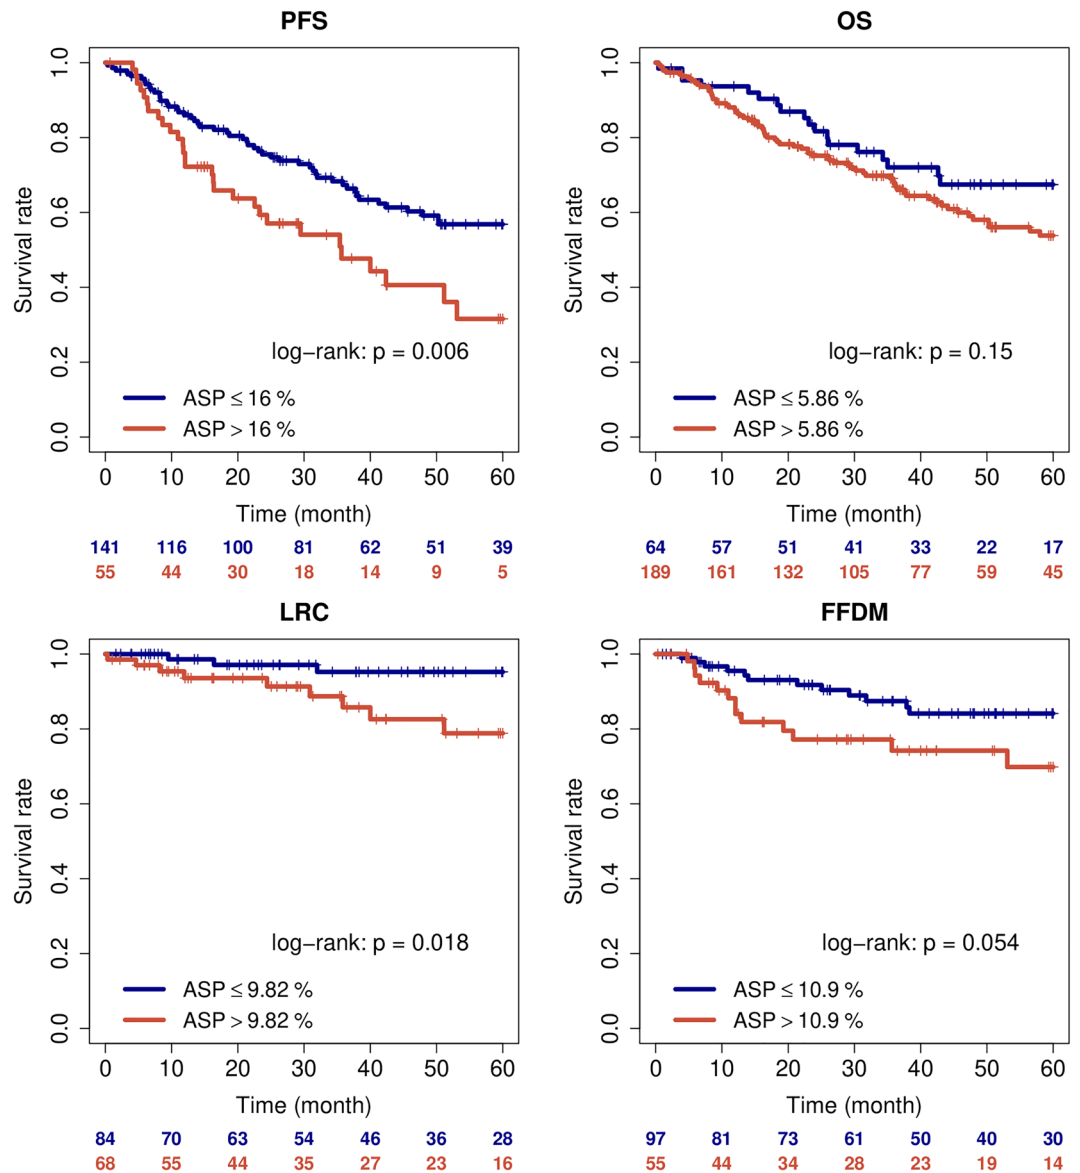 PFS
Survival rate
1.0
0.8
0.6
0.4
0.2
0.0
log−rank: p = 0.006
ASP ≤ 16 %
ASP > 16 %
0 10 20 30 40 50 60
Time (month)
141 116 100 81 62 51 39
55 44 30 18 14 9 5
OS
Survival rate
1.0
0.8
0.6
0.4
0.2
0.0
log−rank: p = 0.15
ASP ≤ 5.86 %
ASP > 5.86 %
0 10 20 30 40 50 60
Time (month)
64 57 51 41 33 22 17
189 161 132 105 77 59 45
LRC
Survival rate
1.0
0.8
0.6
0.4
0.2
0.0
log−rank: p = 0.018
ASP ≤ 9.82 %
ASP > 9.82 %
0 10 20 30 40 50 60
Time (month)
84 70 63 54 46 36 28
68 55 44 35 27 23 16
FFDM
Survival rate
1.0
0.8
0.6
0.4
0.2
0.0
log−rank: p = 0.054
ASP ≤ 10.9 %
ASP > 10.9 %
0 10 20 30 40 50 60
Time (month)
97 81 73 61 50 40 30
55 44 34 28 23 19 14